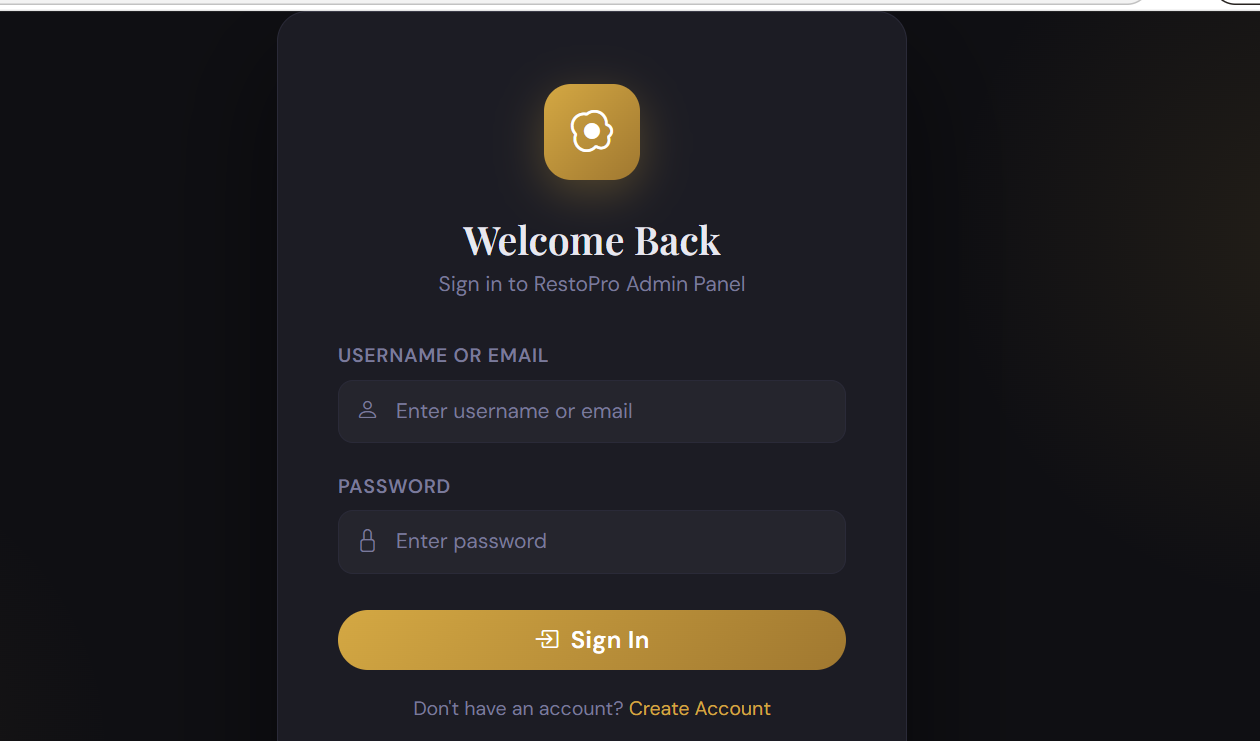 Welcome Back
Sign in to RestoPro Admin Panel
USERNAME OR EMAIL
Enter username or email
PASSWORD
Enter password
Sign In
Don't have an account? Create Account